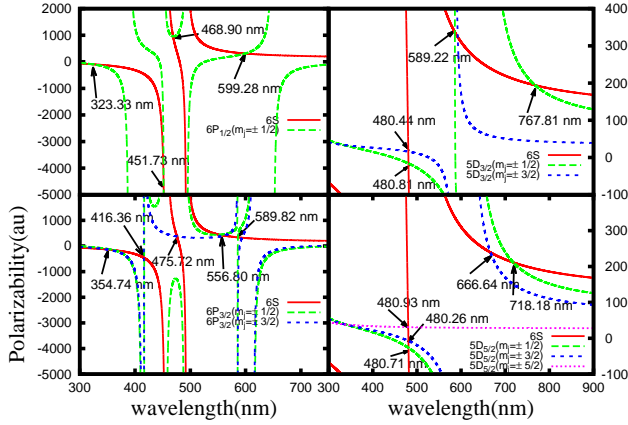 Polarizability(au)
2000
1000
0
-1000
-2000
-3000
-4000
-5000
468.90 nm
599.28 nm
323.33 nm
451.73 nm
6S
6P1/2(mj=± 1/2)
400
300
200
100
0
-100
589.22 nm
767.81 nm
480.44 nm
480.81 nm
6S
5D3/2(mj=± 1/2)
5D3/2(mj=± 3/2)
1000
0
-1000
-2000
-3000
-4000
-5000
416.36 nm
589.82 nm
475.72 nm
556.80 nm
354.74 nm
6S
6P3/2(mj=± 1/2)
6P3/2(mj=± 3/2)
300 400 500 600 700
wavelength(nm)
300
200
100
0
-100
666.64 nm
718.18 nm
480.93 nm
480.26 nm
480.71 nm
6S
5D5/2(mj=± 1/2)
5D5/2(mj=± 3/2)
5D5/2(mj=± 5/2)
400 500 600 700 800 900
wavelength(nm)